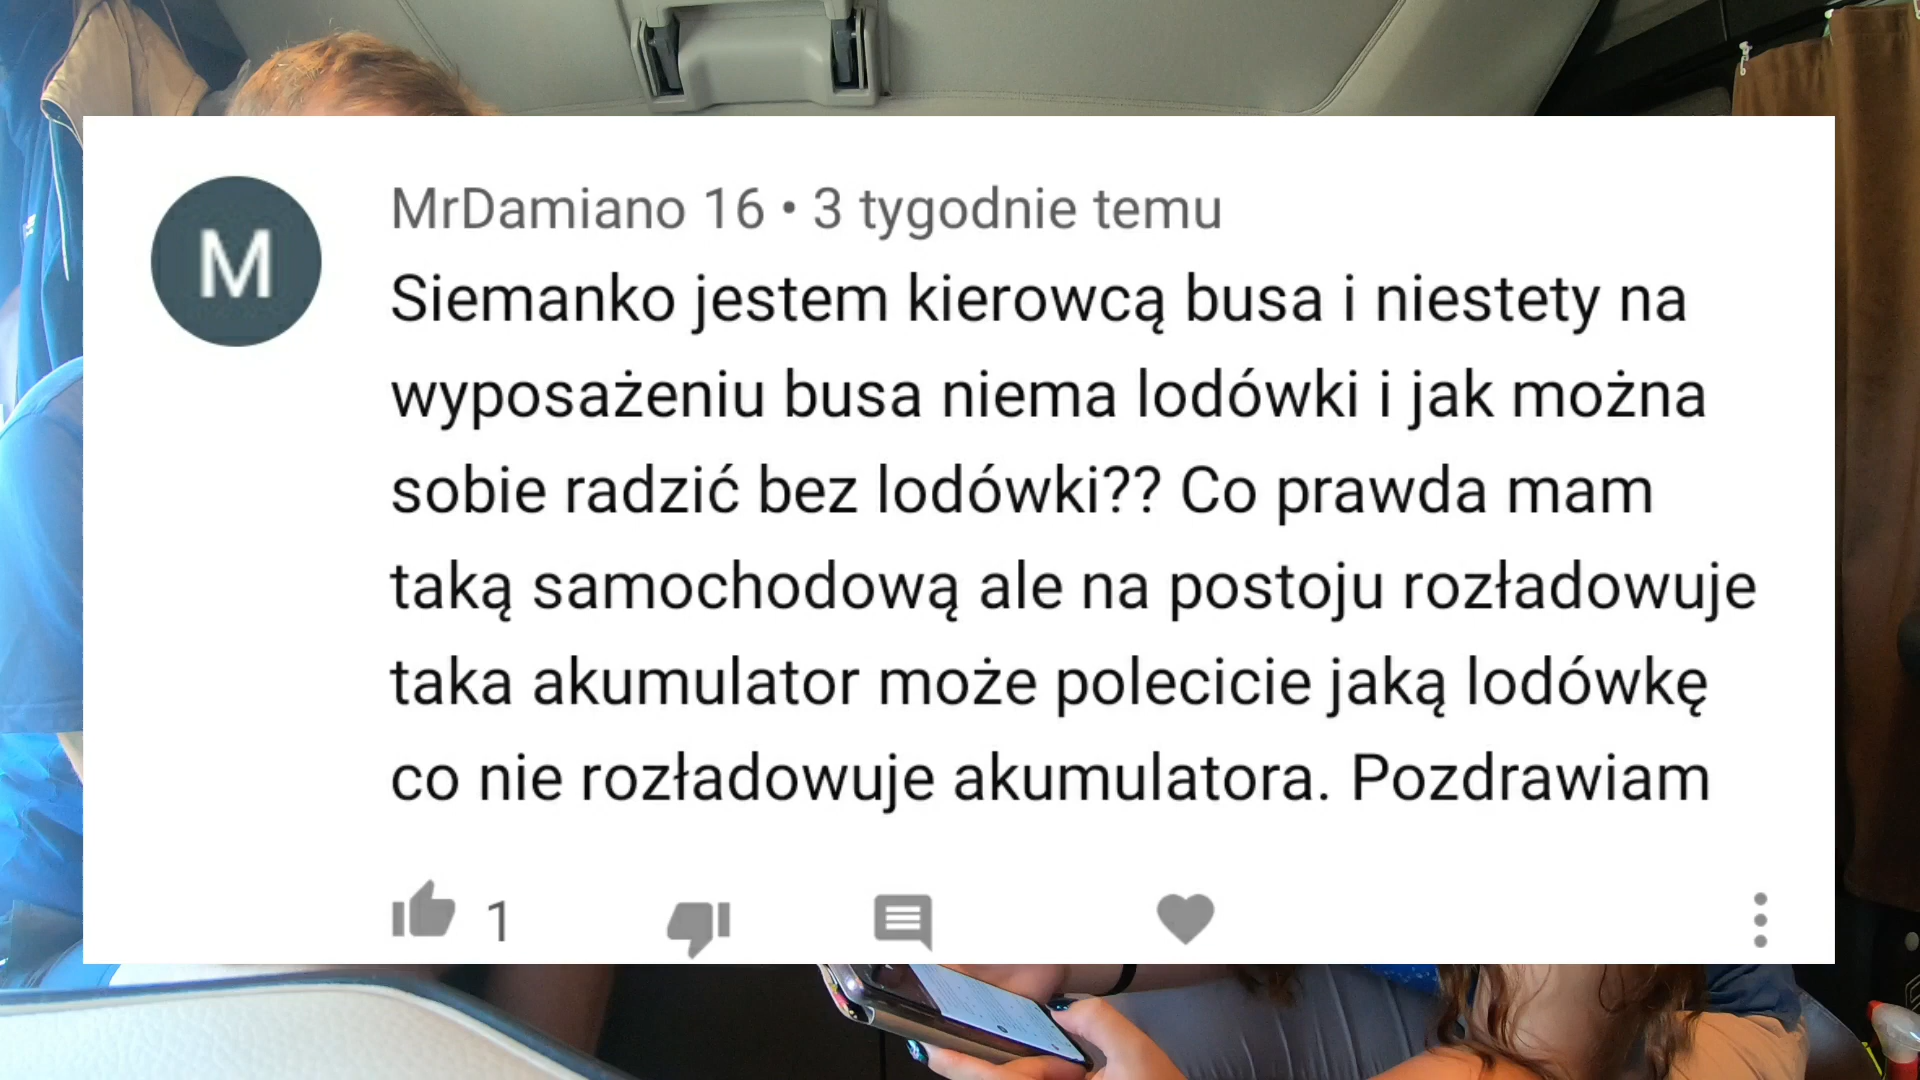 M
MrDamiano 16 • 3 tygodnie temu
Siemanko jestem kierowcą busa i niestety na
wyposażeniu busa niema lodówki i jak można
sobie radzić bez lodówki?? Co prawda mam
taką samochodową ale na postoju rozładowuje
taka akumulator może polecicie jaką lodówkę
co nie rozładowuje akumulatora. Pozdrawiam
1